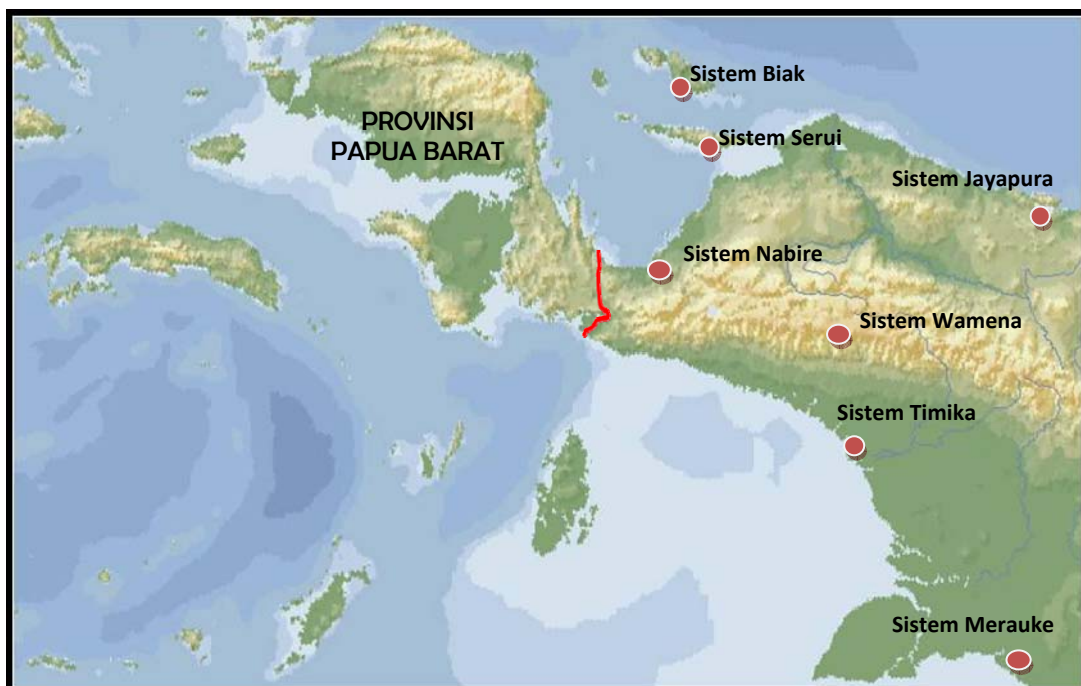 Sistem Biak
PROVINSI
PAPUA BARAT
Sistem Serui
Sistem Jayapura
Sistem Nabire
Sistem Wamena
Sistem Timika
Sistem Merauke